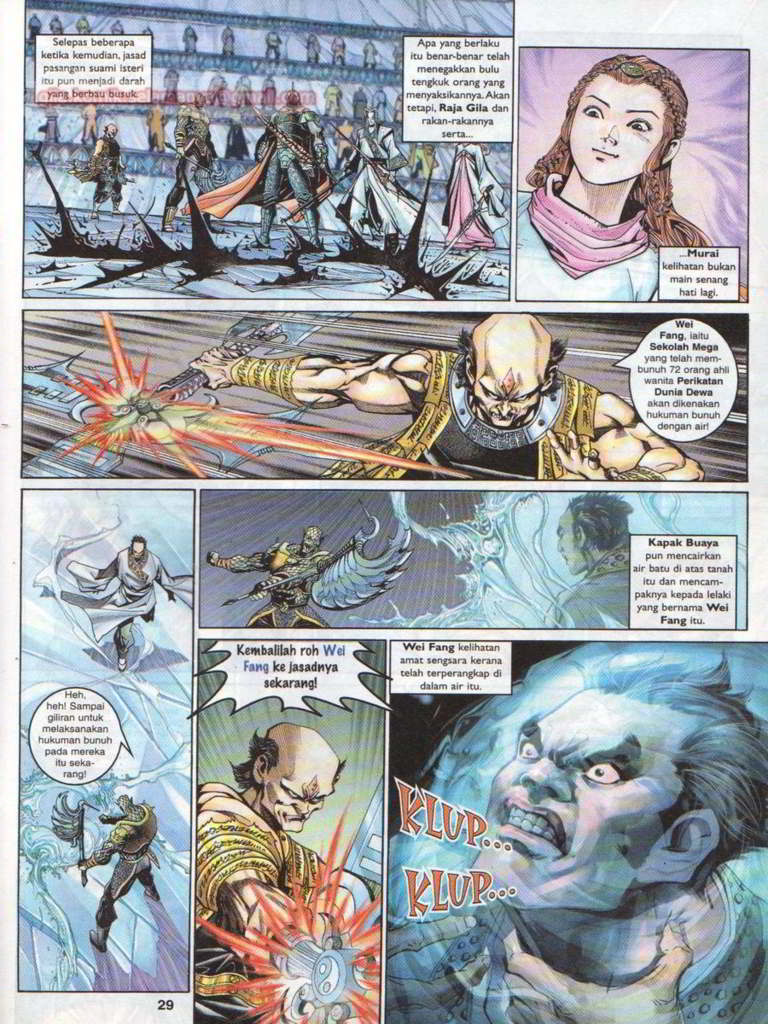 Selepas beberapa
ketika kemudian, jasad
pasangan suami isteri
itu pun menjadi darah
yang berbau busuk.
Apa yang berlaku
itu benar-benar telah
menegakkan bulu
tengkuk orang yang
menyaksikannya. Akan
tetapi, Raja Gila dan
rakan-rakannya
serta...
...Murai
kelihatan bukan
main senang
hati lagi.
Wei
Fang, iaitu
Sekolah Mega
yang telah mem-
bunuh 72 orang ahli
wanita Perikatan
Dunia Dewa
akan dikenakan
hukuman bunuh
dengan air!
Heh,
heh! Sampai
giliran untuk
melaksanakan
hukuman bunuh
pada mereka
itu seka-
rang!
Kapak Buaya
pun mencairkan
air batu di atas tanah
itu dan mencam-
paknya kepada lelaki
yang bernama Wei
Fang itu.
Kembalilah roh Wei
Fang ke jasadnya
sekarang!
Wei Fang kelihatan
amat sengsara kerana
telah terperangkap di
dalam air itu.
KLUP...
KLUP...
29